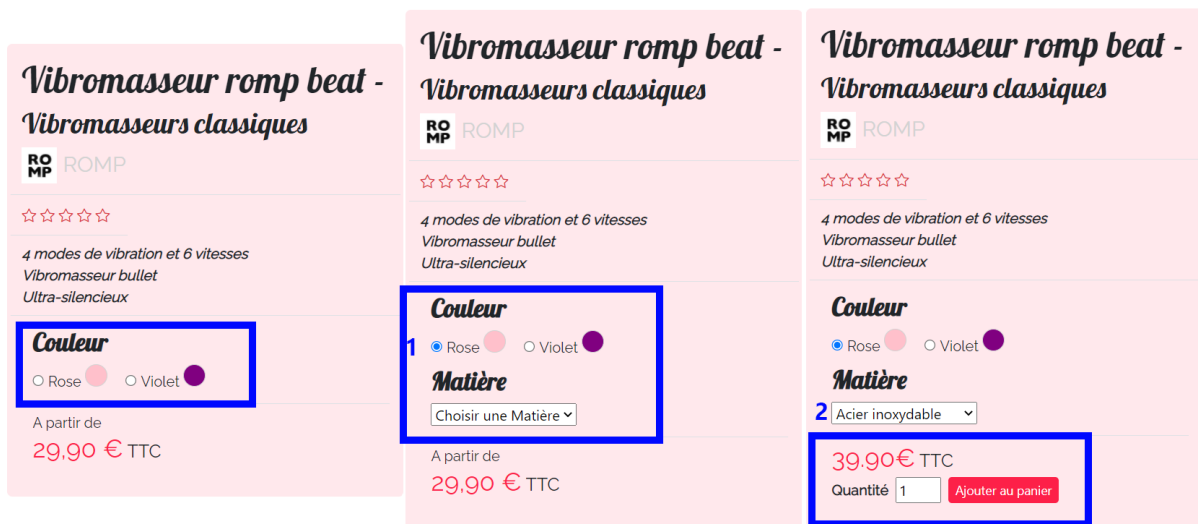 Vibromasseur romp beat -
Vibromasseurs classiques
RO
MP
ROMP
4 modes de vibration et 6 vitesses
Vibromasseur bullet
Ultra-silencieux
Couleur
Rose Violet
A partir de
29,90 € TTC
Vibromasseur romp beat -
Vibromasseurs classiques
RO
MP
ROMP
4 modes de vibration et 6 vitesses
Vibromasseur bullet
Ultra-silencieux
Couleur
1 Rose Violet
Matière
Choisir une Matière
A partir de
29,90 € TTC
Vibromasseur romp beat -
Vibromasseurs classiques
RO
MP
ROMP
4 modes de vibration et 6 vitesses
Vibromasseur bullet
Ultra-silencieux
Couleur
Rose Violet
Matière
2 Acier inoxydable
39.90€ TTC
Quantité 1 Ajouter au panier